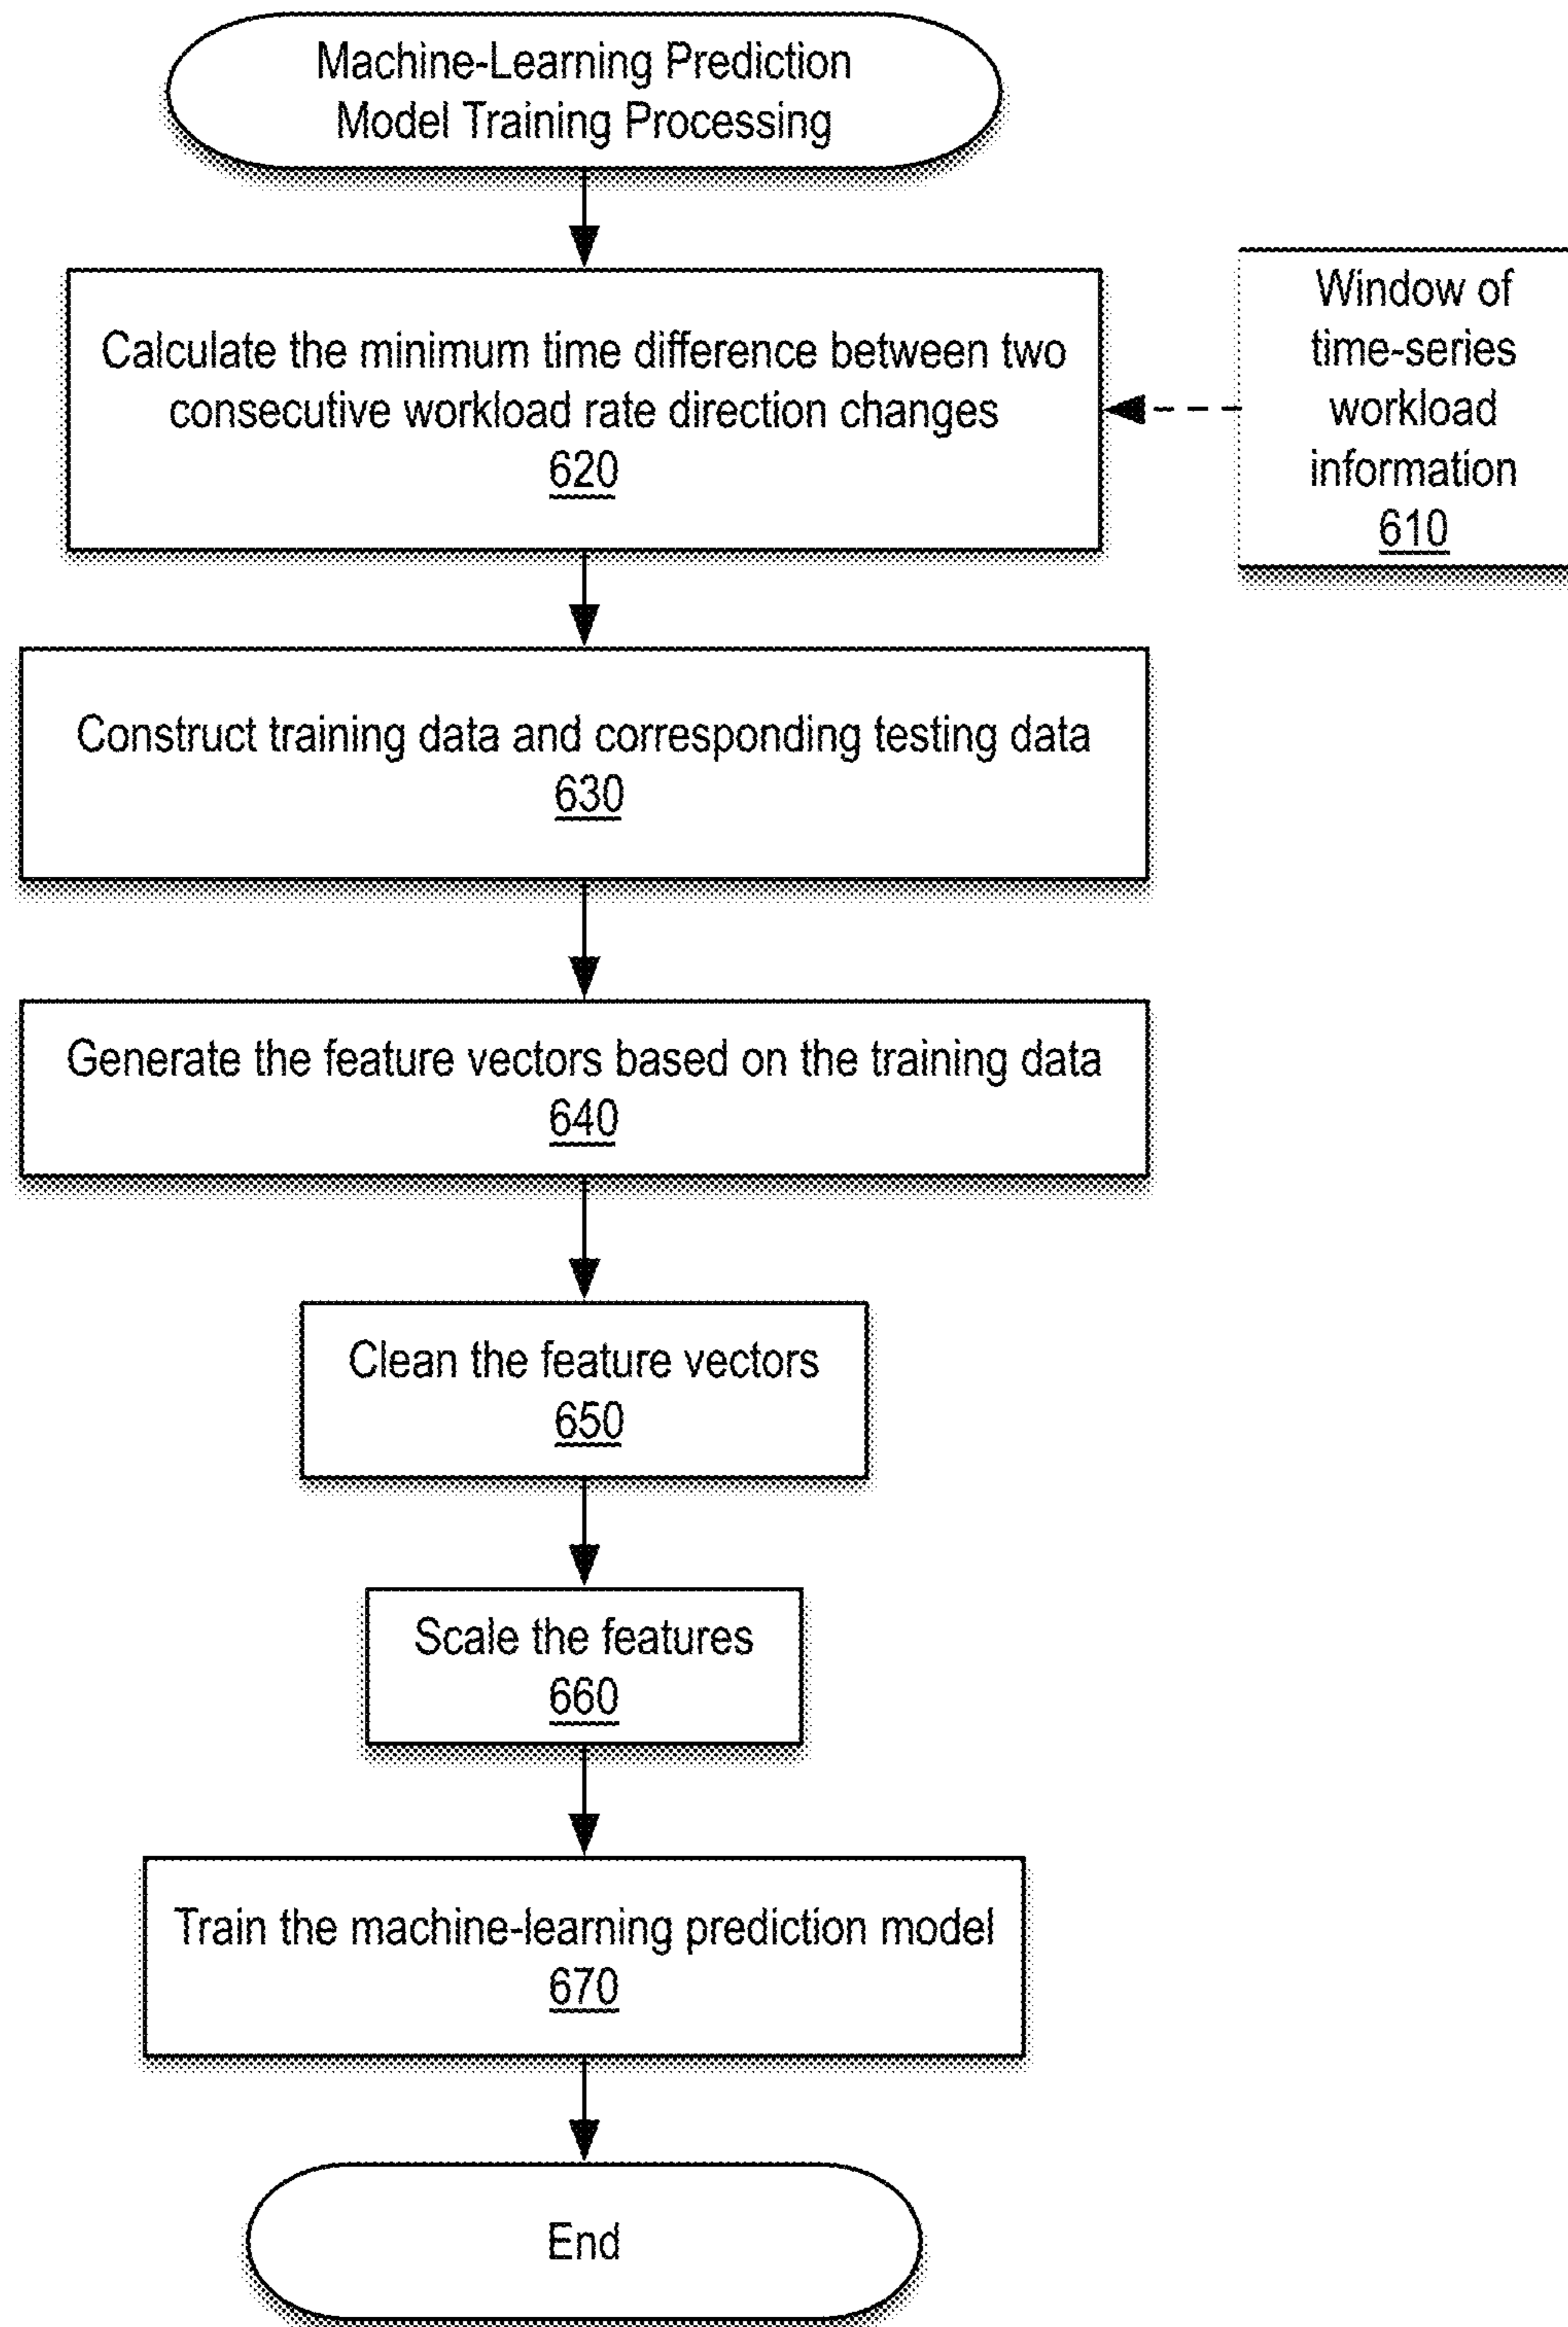 Machine-Learning Prediction
Model Training Processing
Calculate the minimum time difference between two
consecutive workload rate direction changes
620
Window of
time-series
workload
information
610
Construct training data and corresponding testing data
630
Generate the feature vectors based on the training data
640
Clean the feature vectors
650
Scale the features
660
Train the machine-learning prediction model
670
End